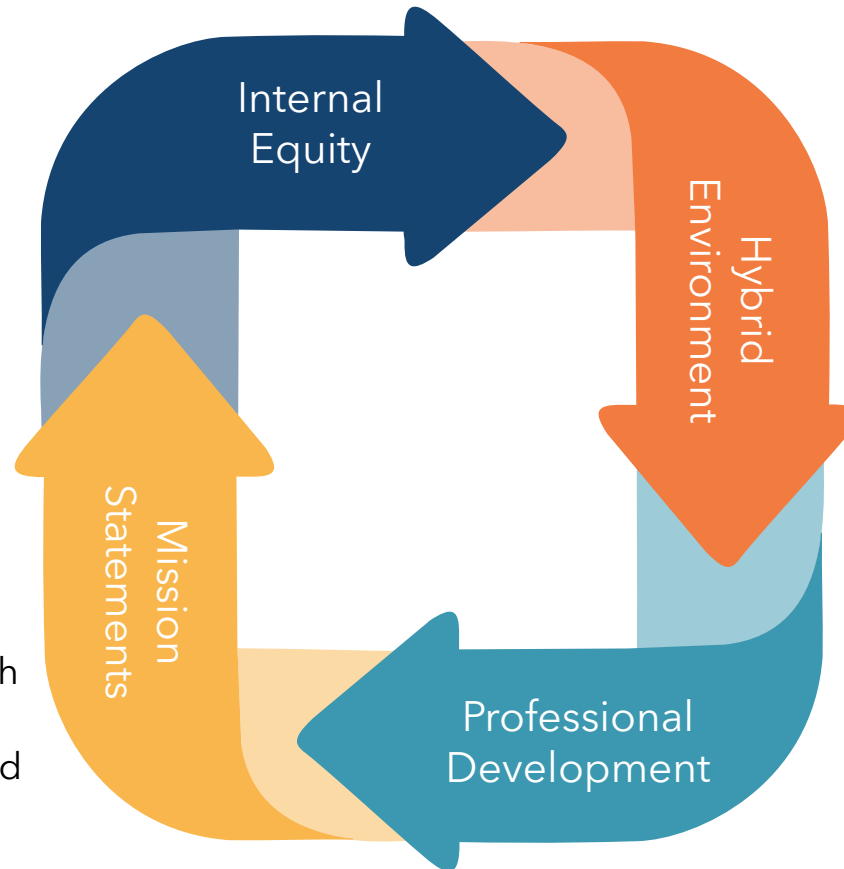 Internal
Equity
Hybrid
Environment
Mission
Statements
h
d
Professional
Development